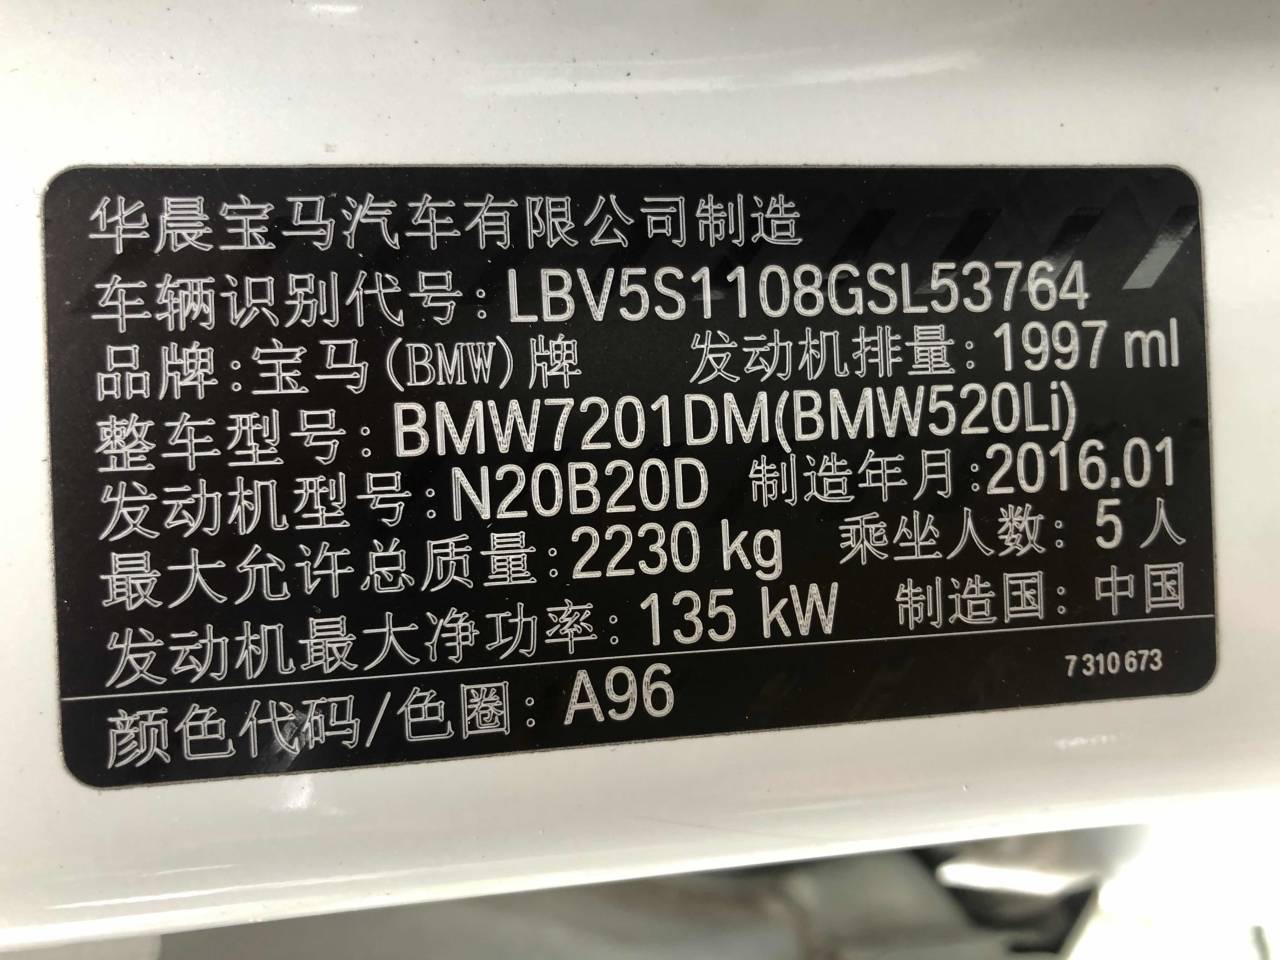 华晨宝马汽车有限公司制造
车辆识别代号: LBV5S1108GSL53764
品牌:宝马(BMW)牌 发动机排量: 1997 ml
整车型号: BMW7201DM(BMW520Li)
发动机型号: N20B20D 制造年月:2016.01
最大允许总质量: 2230 kg 乘坐人数: 5 人
发动机最大净功率: 135 kW 制造国: 中国
7 310 673
颜色代码/色圈: A96